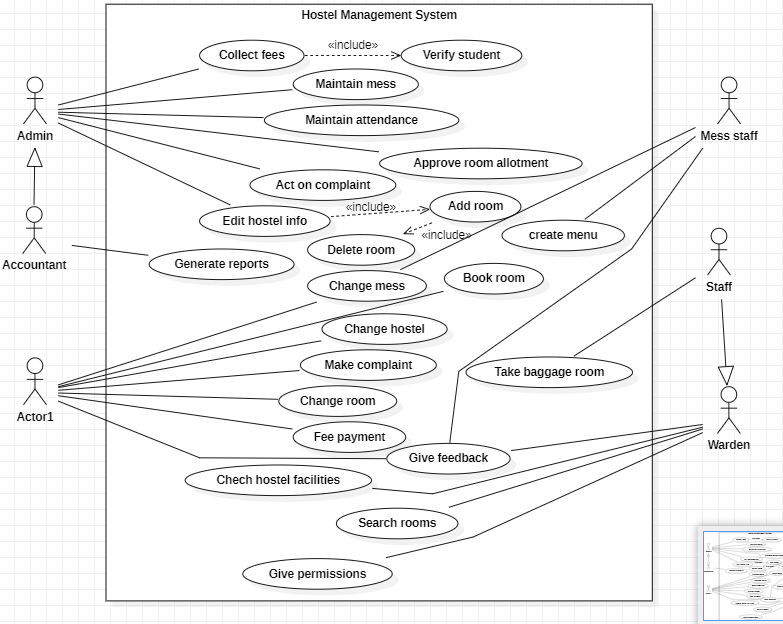 Hostel Management System
Collect fees
«include»
Verify student
Maintain mess
Admin
Maintain attendance
Mess staff
Approve room allotment
Act on complaint
«include»
Add room
Edit hostel info
«include»
create menu
Delete room
Accountant
Generate reports
Change mess
Book room
Staff
Change hostel
Make complaint
Take baggage room
Actor1
Change room
Fee payment
Warden
Give feedback
Chech hostel facilities
Search rooms
Give permissions